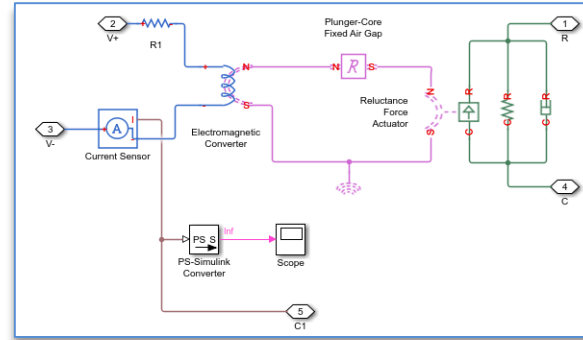 2
V+
R1
Plunger-Core
Fixed Air Gap
1
R
N
S
N
R
S
N
R
R
R
3
V-
A
I
Current Sensor
Electromagnetic
Converter
Reluctance
Force
Actuator
S
C
C
C
4
C
PS S
Inf
PS-Simulink
Converter
Scope
5
C1